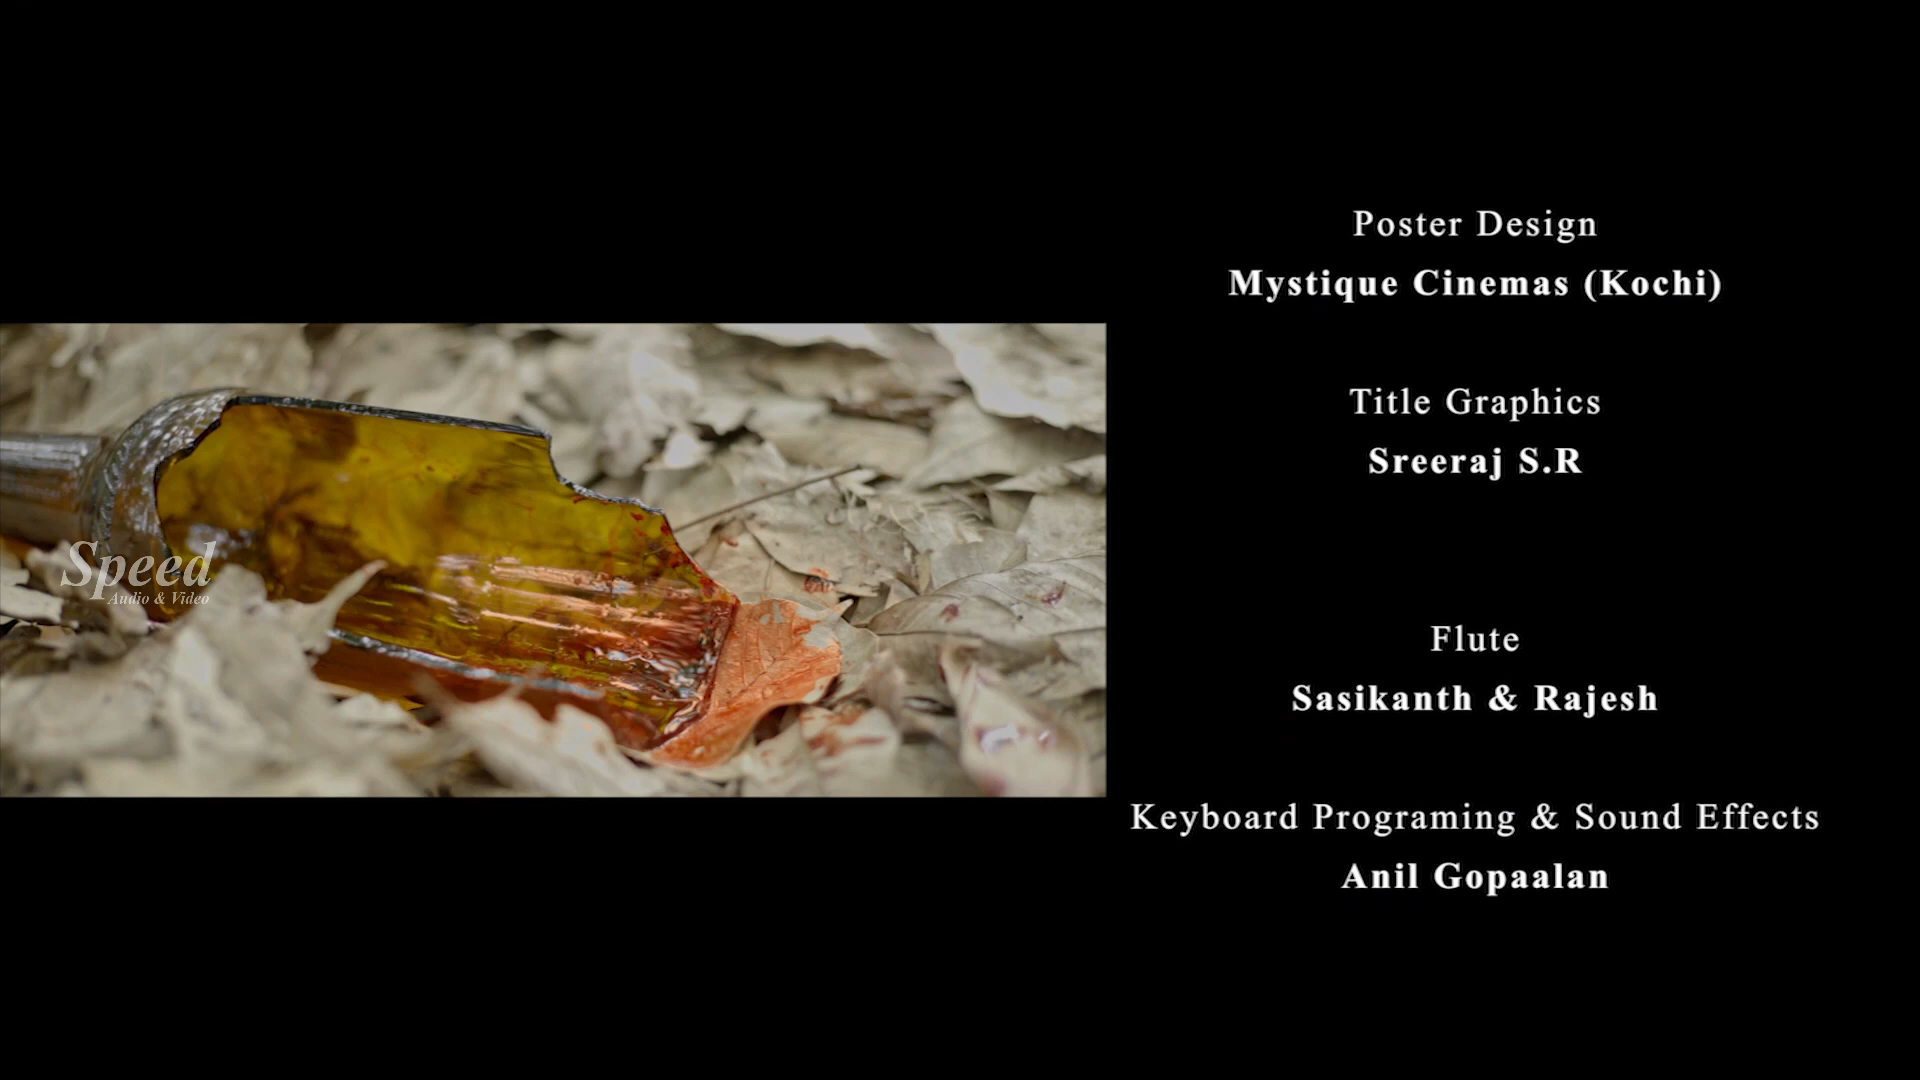 Poster Design
Mystique Cinemas (Kochi)
Title Graphics
Sreeraj S.R
Flute
Sasikanth & Rajesh
Keyboard Programing & Sound Effects
Anil Gopaalan
Speed
Audio & Video